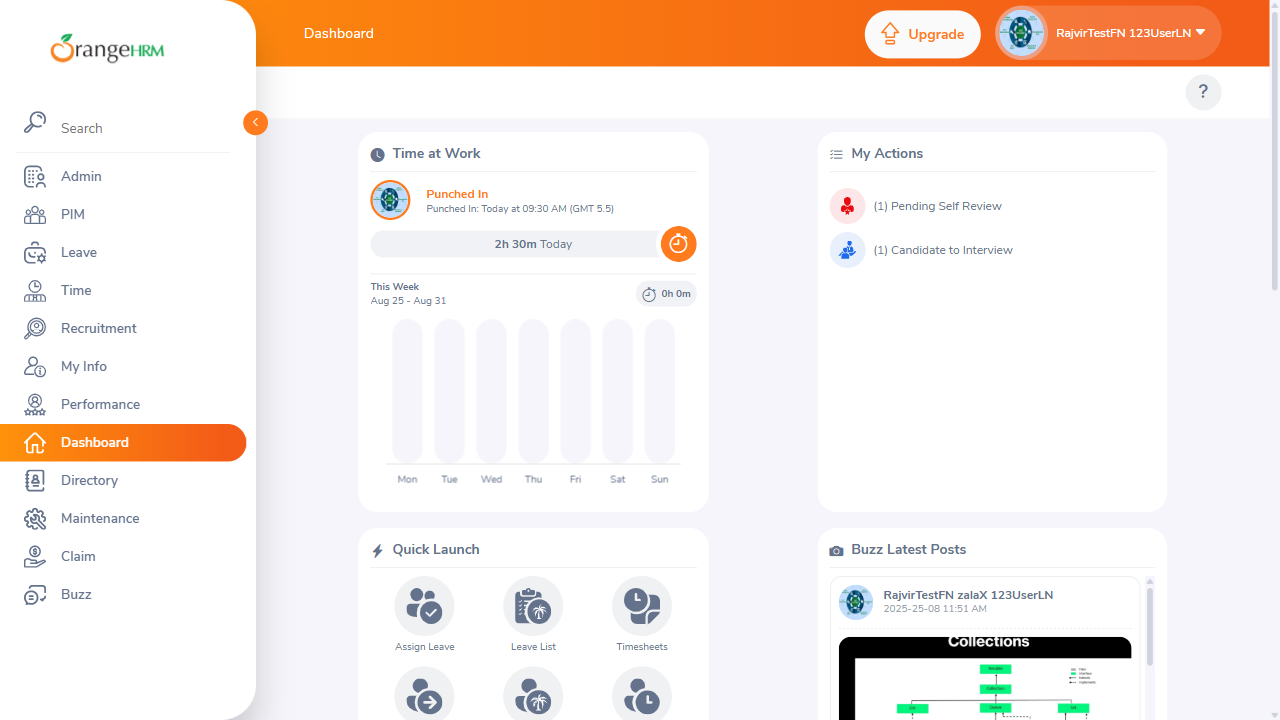 OrangeHRM
Dashboard
Upgrade
RajvirTestFN 123UserLN
?
Search
Admin
PIM
Leave
Time
Recruitment
My Info
Performance
Dashboard
Directory
Maintenance
Claim
Buzz
Time at Work
Punched In
Punched In: Today at 09:30 AM (GMT 5.5)
2h 30m Today
This Week
Aug 25 - Aug 31
0h 0m
Mon Tue Wed Thu Fri Sat Sun
My Actions
(1) Pending Self Review
(1) Candidate to Interview
Quick Launch
Assign Leave
Leave List
Timesheets
Buzz Latest Posts
RajvirTestFN zalaX 123UserLN
2025-25-08 11:51 AM
Collections